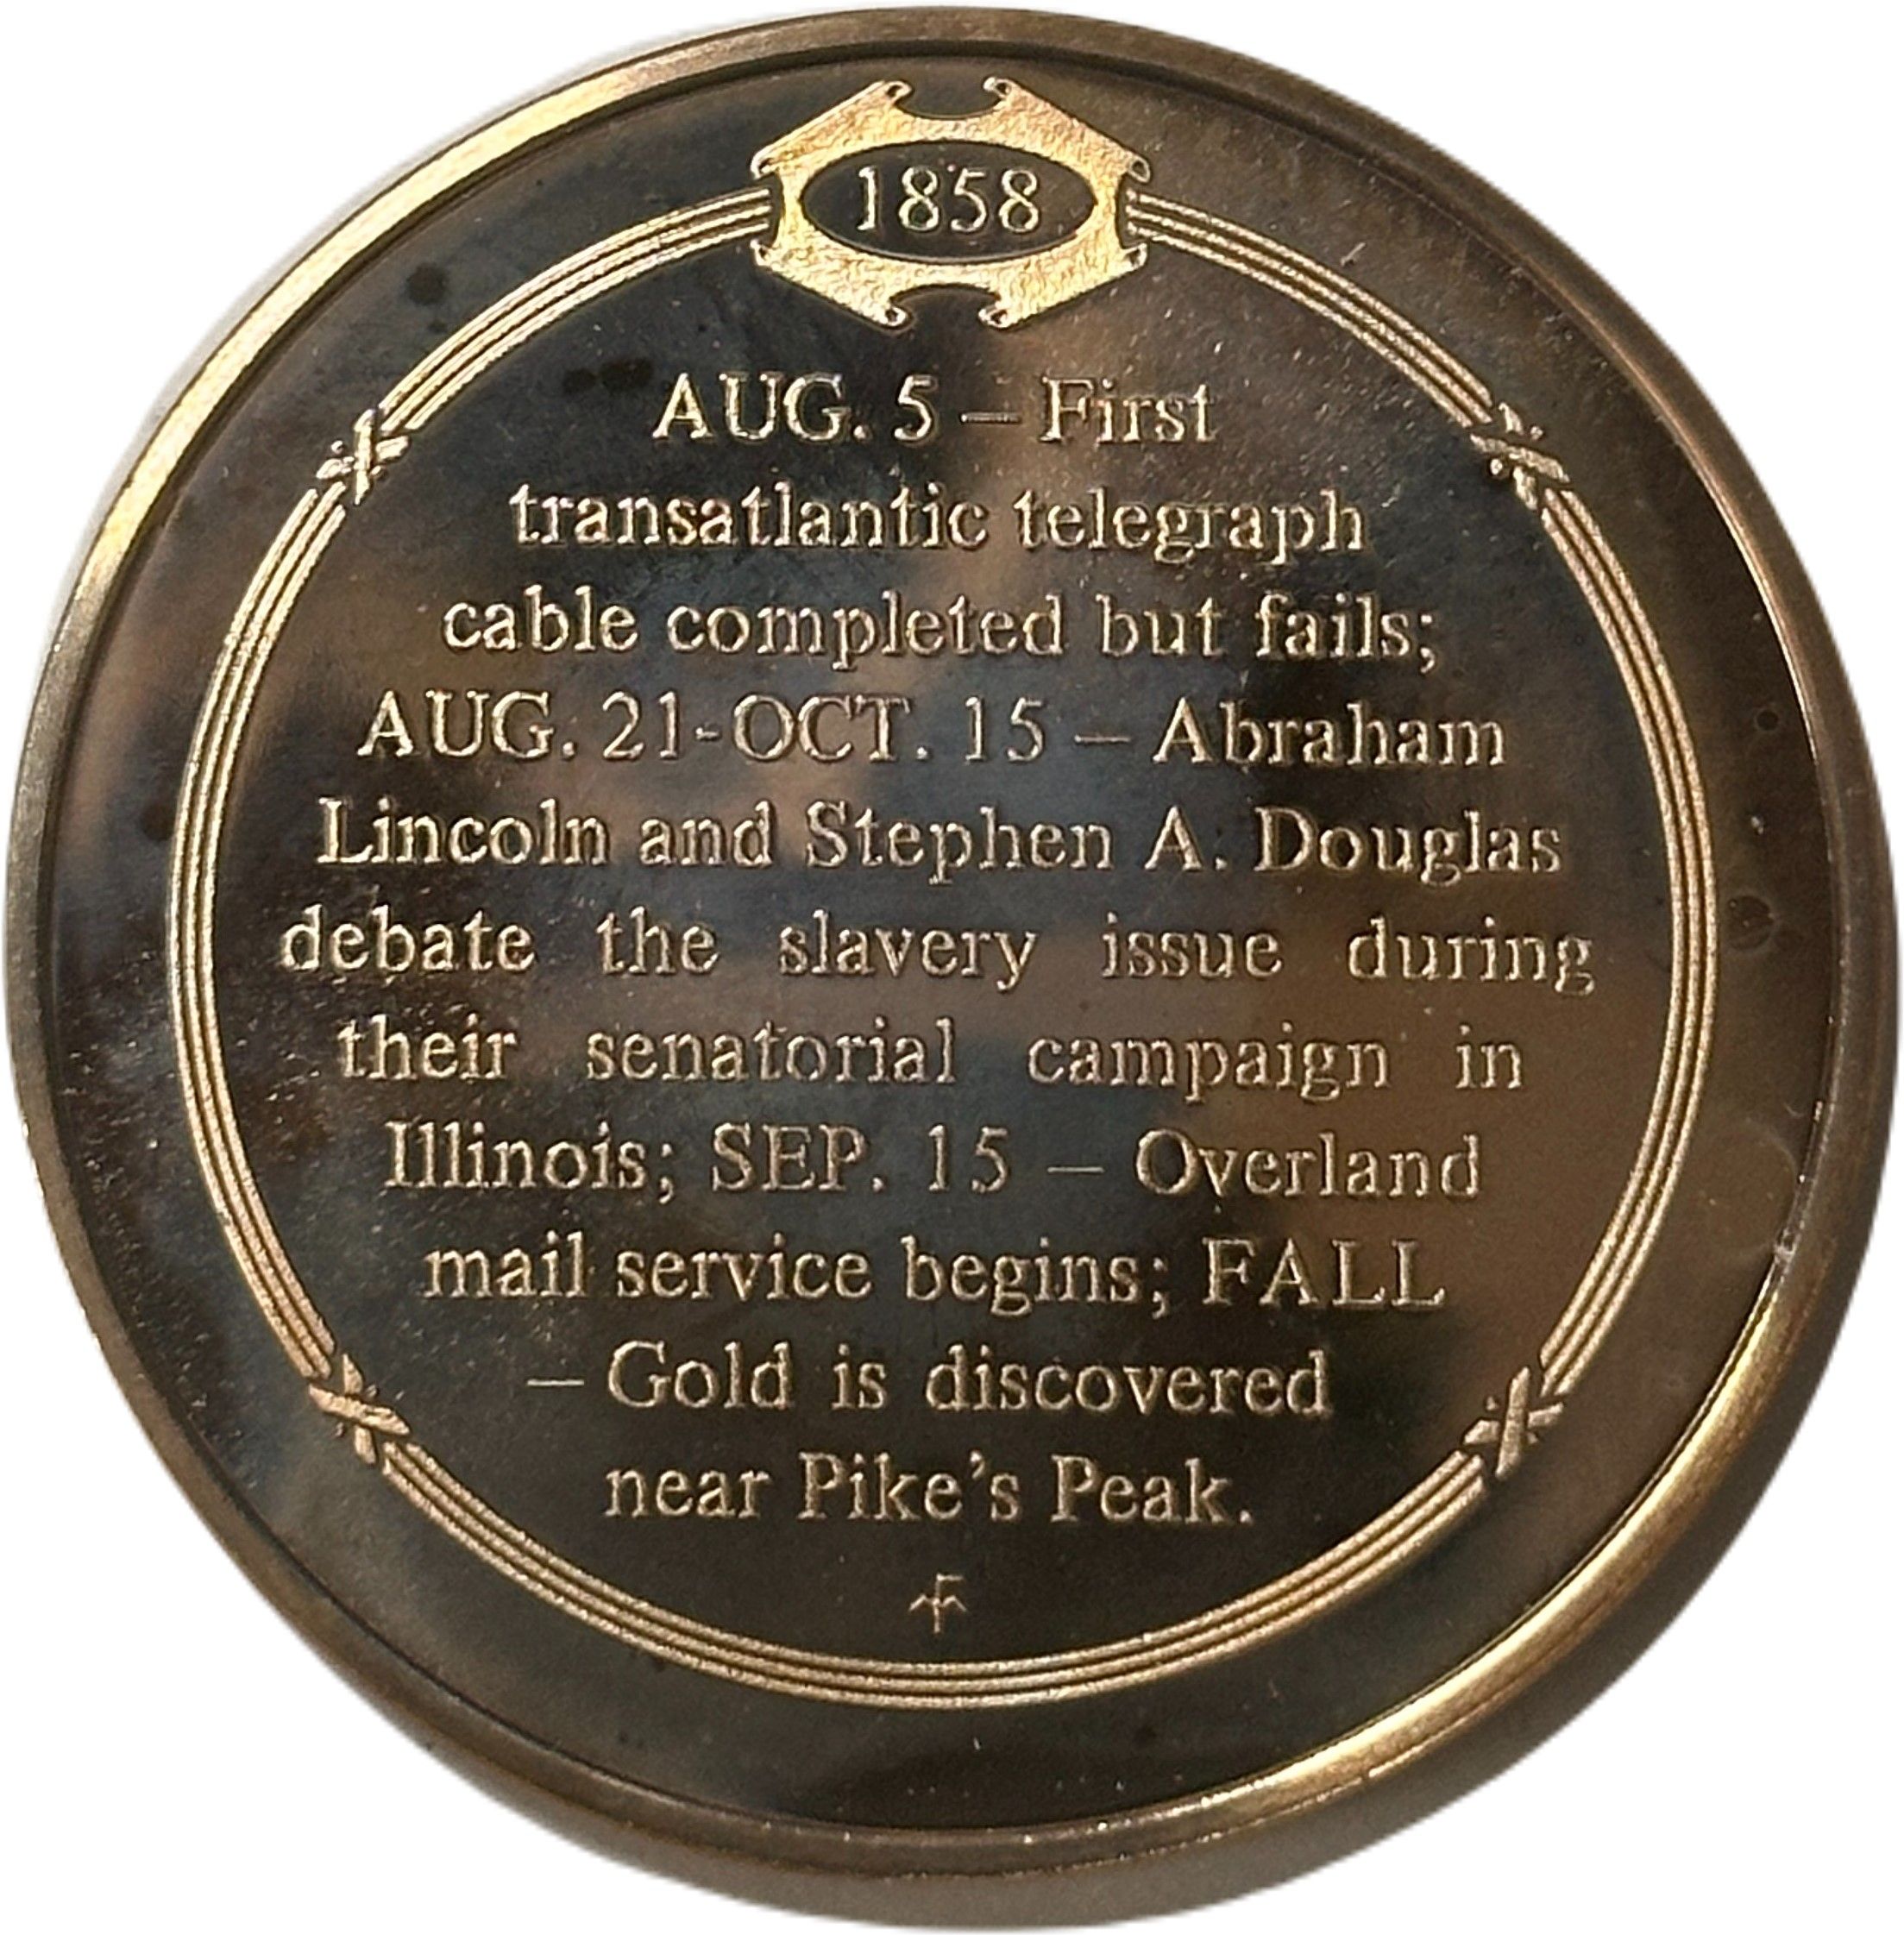 1858
AUG. 5 – First
transatlantic telegraph
cable completed but fails;
AUG. 21-OCT. 15 – Abraham
Lincoln and Stephen A. Douglas
debate the slavery issue during
their senatorial campaign in
Illinois; SEP. 15 – Overland
mail service begins; FALL
– Gold is discovered
near Pike's Peak.